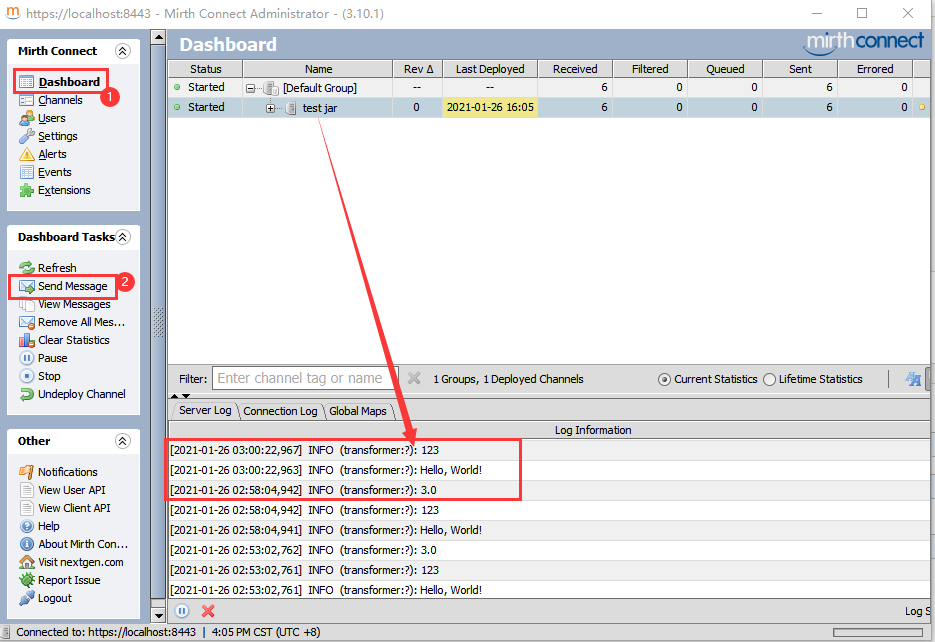 https://localhost:8443 - Mirth Connect Administrator - (3.10.1)
Mirth Connect
Dashboard
1
Channels
Users
Settings
Alerts
Events
Extensions
Dashboard Tasks
Refresh
Send Message
2
View Messages
Remove All Mes...
Clear Statistics
Pause
Stop
Undeploy Channel
Other
Notifications
View User API
View Client API
Help
About Mirth Con...
Visit nextgen.com
Report Issue
Logout
Dashboard
mirthconnect
Status Name Rev Δ Last Deployed Received Filtered Queued Sent Errored
Started [Default Group] -- -- 6 0 0 6 0
Started test jar 0 2021-01-26 16:05 6 0 0 6 0
Filter: Enter channel tag or name 1 Groups, 1 Deployed Channels Current Statistics Lifetime Statistics
Server Log Connection Log Global Maps
Log Information
[2021-01-26 03:00:22,967] INFO (transformer:?): 123
[2021-01-26 03:00:22,963] INFO (transformer:?): Hello, World!
[2021-01-26 02:58:04,942] INFO (transformer:?): 3.0
[2021-01-26 02:58:04,942] INFO (transformer:?): 123
[2021-01-26 02:58:04,941] INFO (transformer:?): Hello, World!
[2021-01-26 02:53:02,762] INFO (transformer:?): 3.0
[2021-01-26 02:53:02,761] INFO (transformer:?): 123
[2021-01-26 02:53:02,761] INFO (transformer:?): Hello, World!
Log S
Connected to: https://localhost:8443 | 4:05 PM CST (UTC +8)